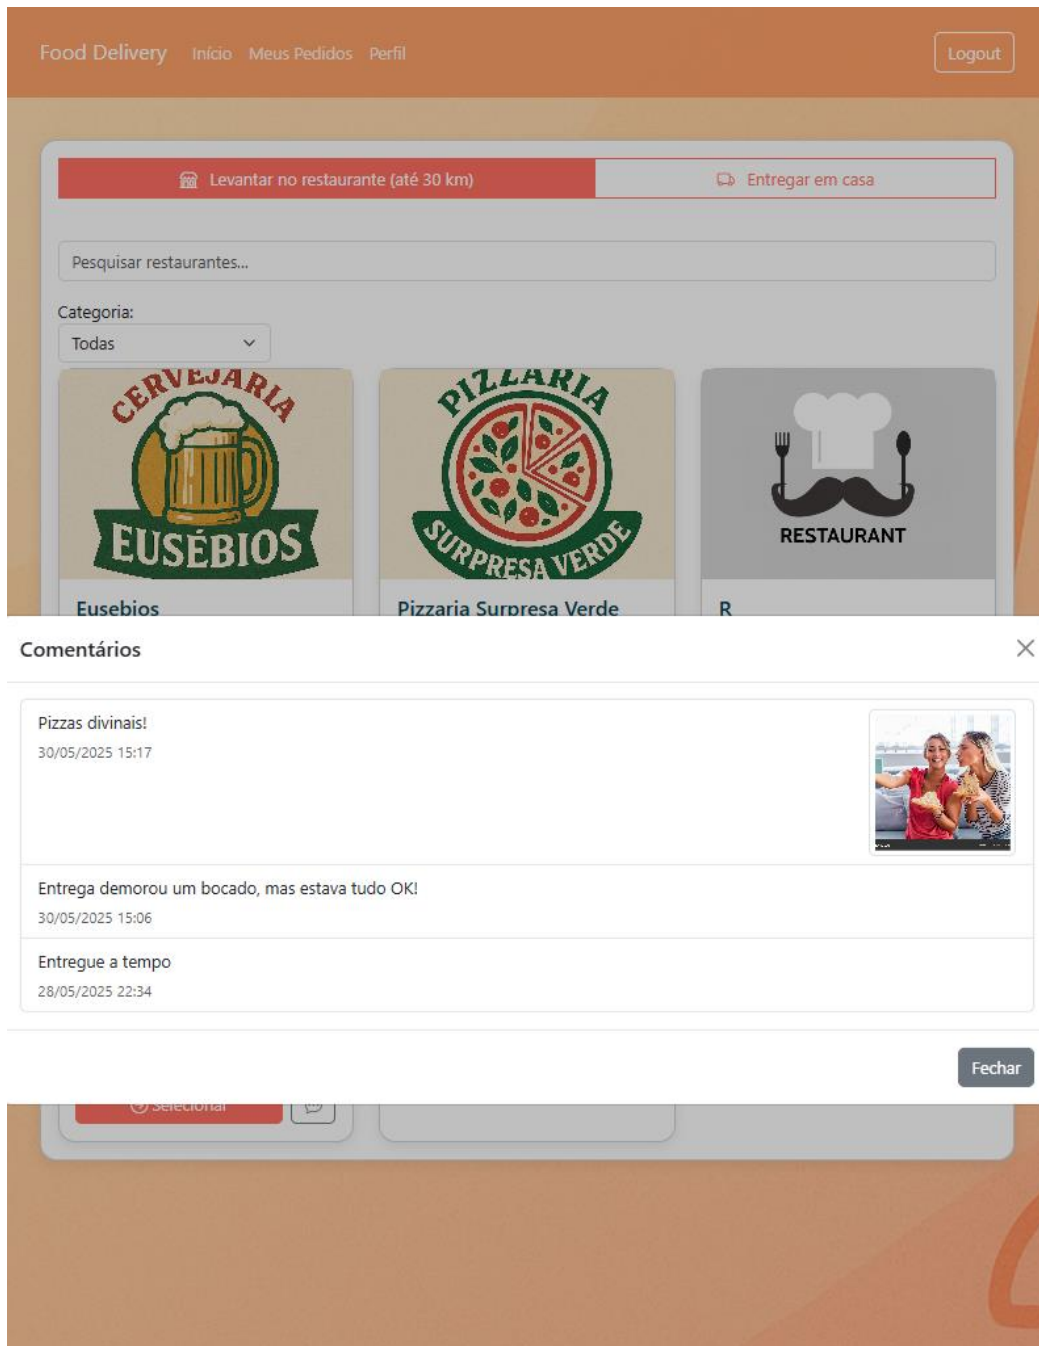 Food Delivery Início Meus Pedidos Perfil Logout
Levantar no restaurante (até 30 km) Entregar em casa
Pesquisar restaurantes...
Categoria:
Todas
CERVEJARIA
EUSÉBIOS
PIZZARIA
SURPRESA VERDE
RESTAURANT
Eusebios Pizzaria Surpresa Verde R
Comentários
Pizzas divinais!
30/05/2025 15:17
Entrega demorou um bocado, mas estava tudo OK!
30/05/2025 15:06
Entregue a tempo
28/05/2025 22:34
Fechar
Selecionar